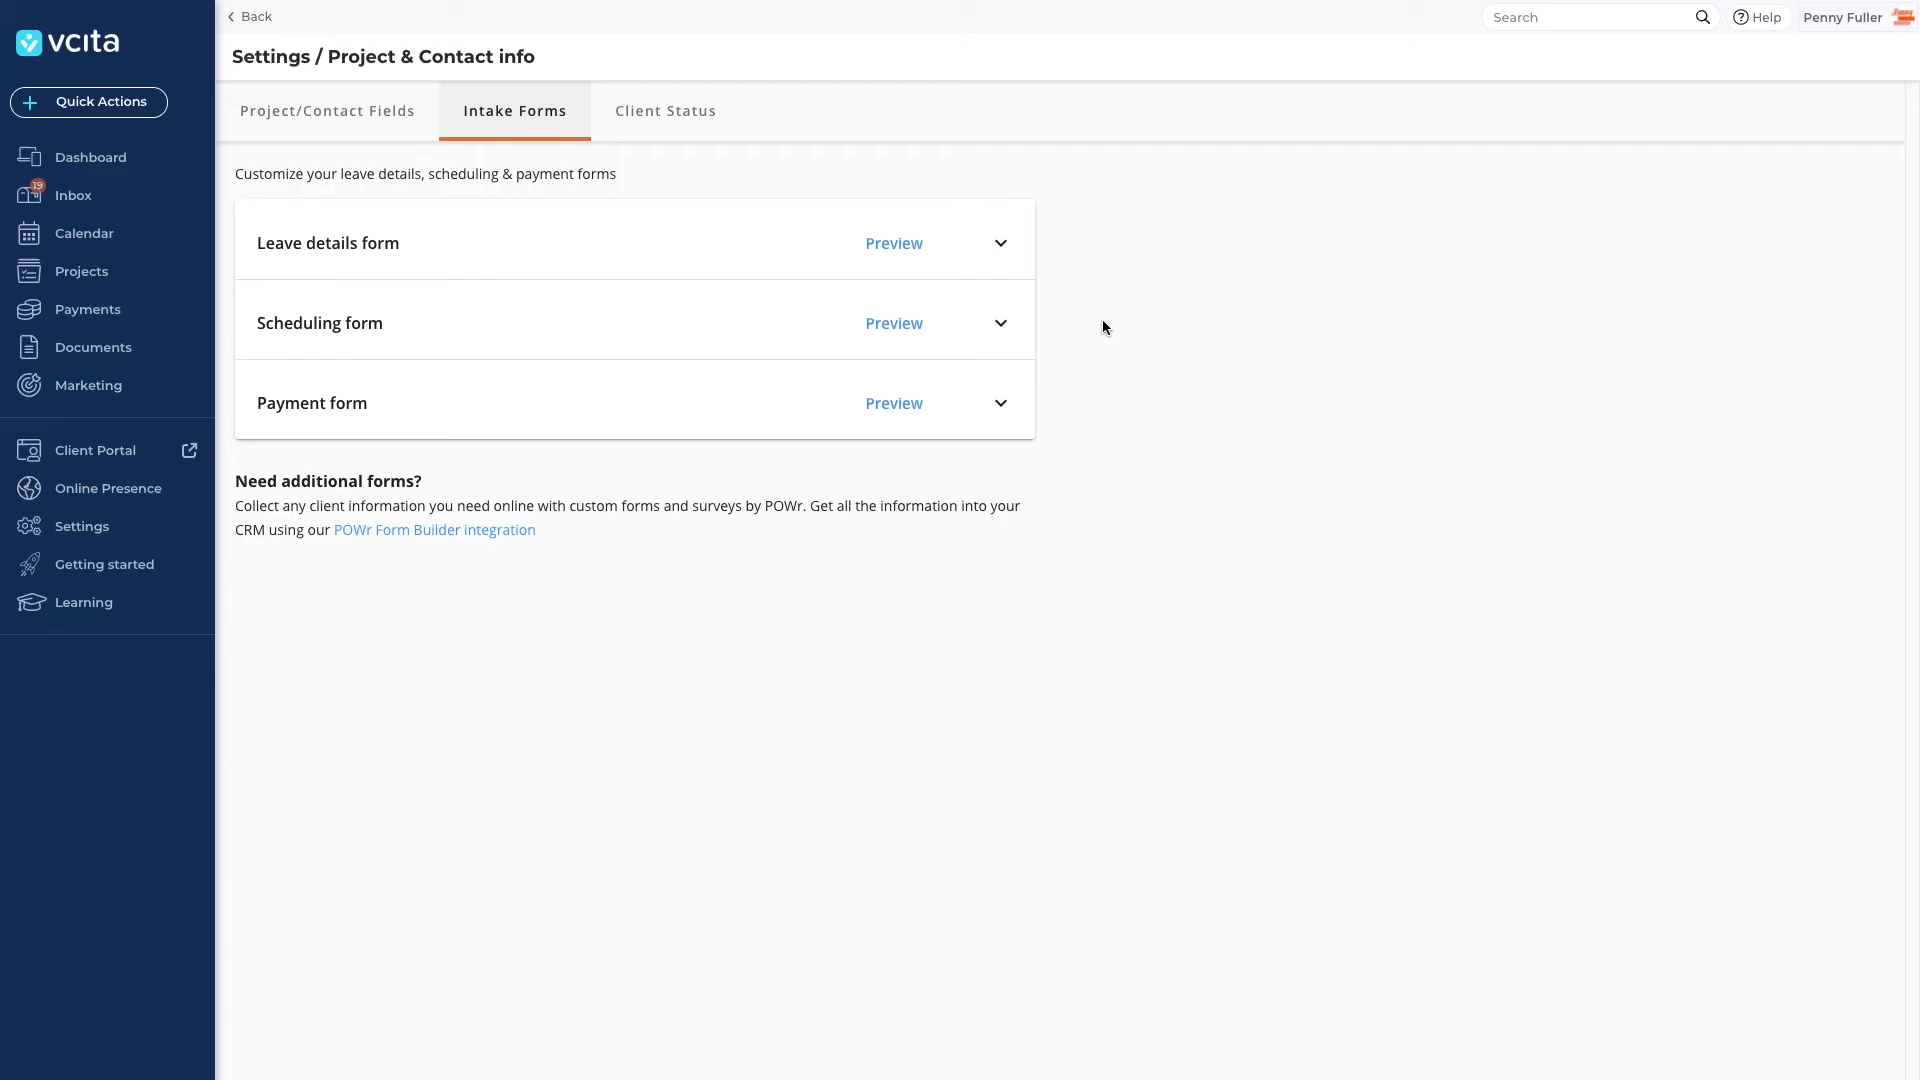 Back
Search
Help
Penny Fuller
vcita
Settings / Project & Contact info
Quick Actions
Project/Contact Fields
Intake Forms
Client Status
Dashboard
19
Inbox
Calendar
Projects
Payments
Documents
Marketing
Client Portal
Online Presence
Settings
Getting started
Learning
Customize your leave details, scheduling & payment forms
Leave details form
Preview
Scheduling form
Preview
Payment form
Preview
Need additional forms?
Collect any client information you need online with custom forms and surveys by POWr. Get all the information into your
CRM using our POWr Form Builder integration